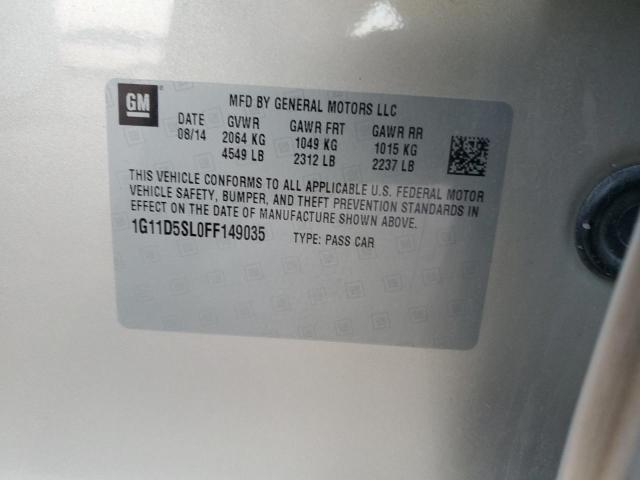 GM
MFD BY GENERAL MOTORS LLC
DATE GVWR GAWR FRT GAWR RR
08/14 2064 KG 1049 KG 1015 KG
4549 LB 2312 LB 2237 LB
THIS VEHICLE CONFORMS TO ALL APPLICABLE U.S. FEDERAL MOTOR
VEHICLE SAFETY, BUMPER, AND THEFT PREVENTION STANDARDS IN
EFFECT ON THE DATE OF MANUFACTURE SHOWN ABOVE.
1G11D5SL0FF149035 TYPE: PASS CAR